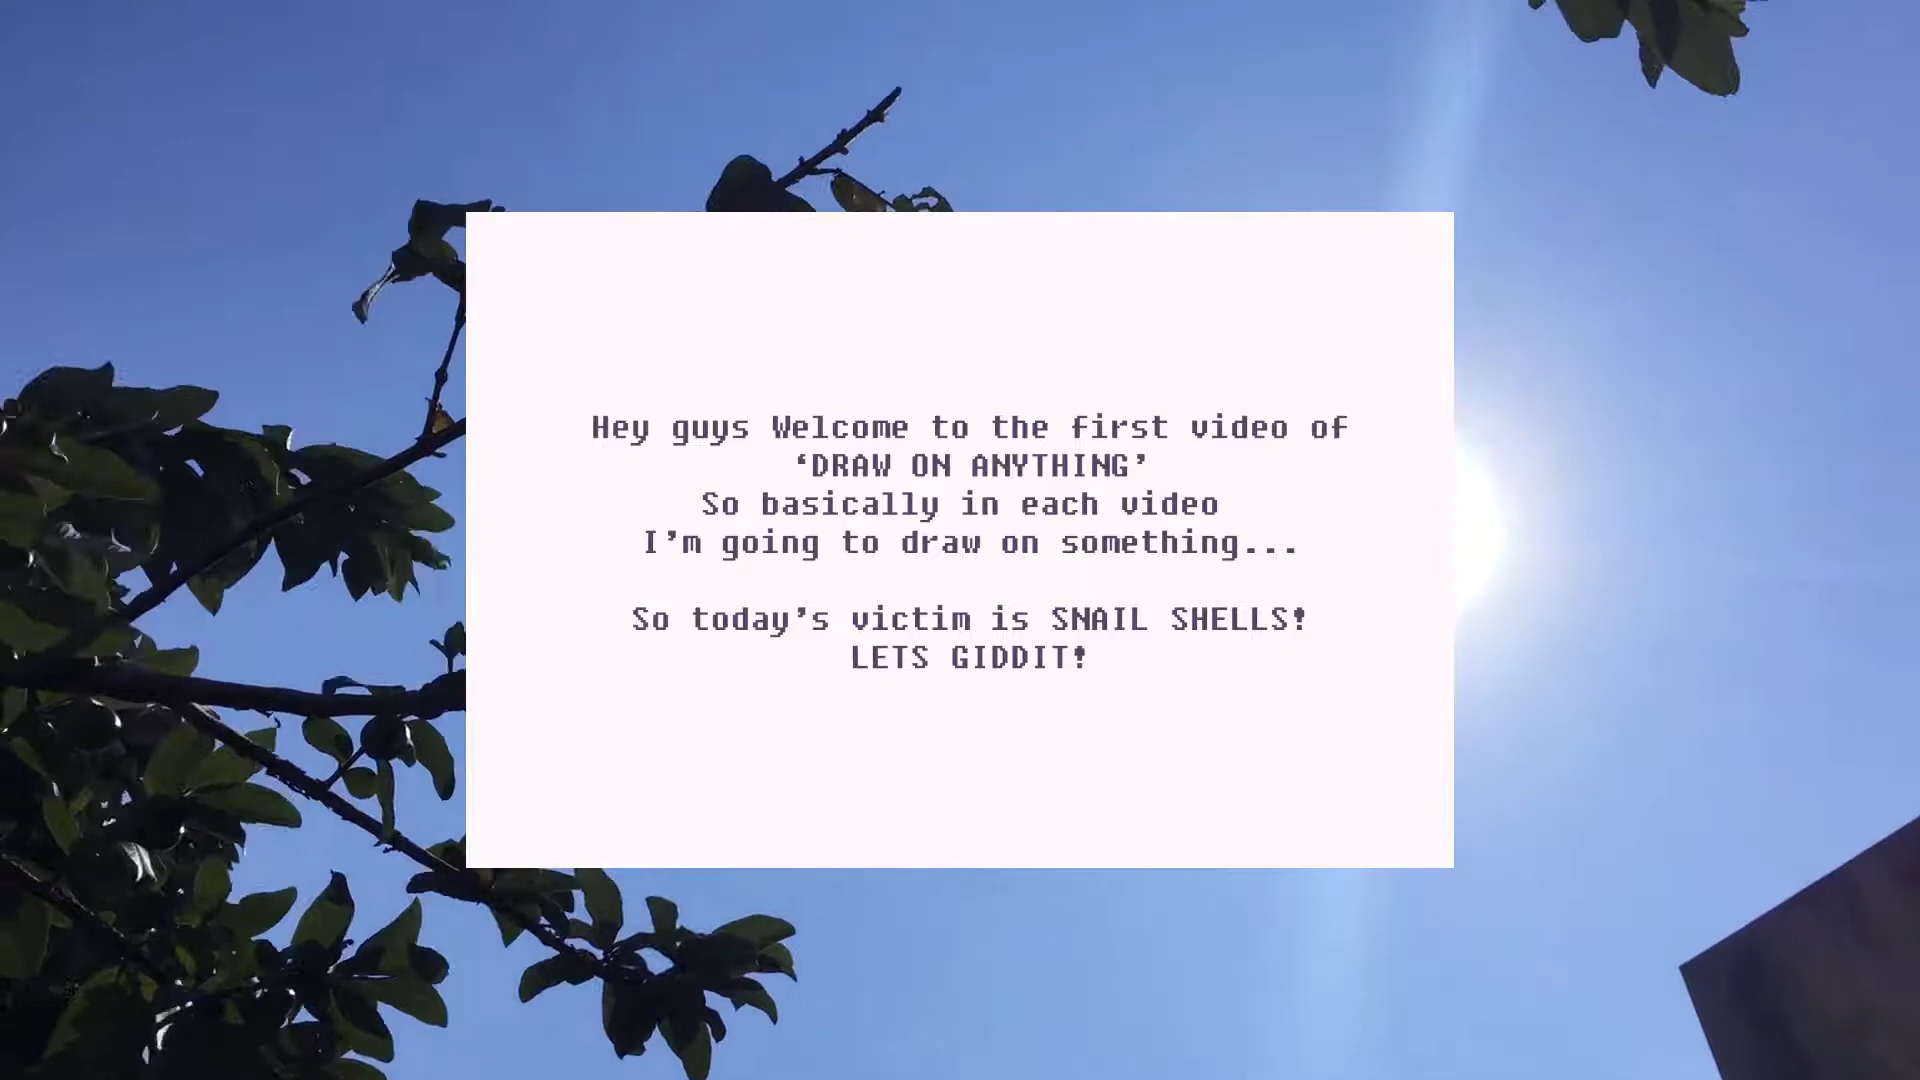 Hey guys Welcome to the first video of
‘DRAW ON ANYTHING’
So basically in each video
I’m going to draw on something...
So today’s victim is SNAIL SHELLS!
LETS GIDDIT!